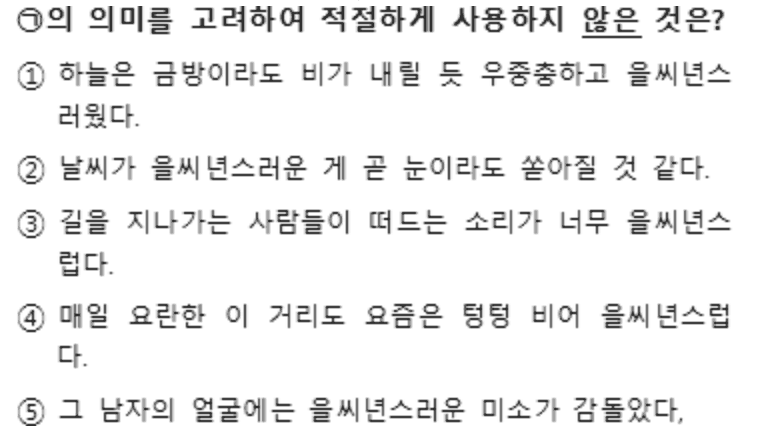 ㉠의 의미를 고려하여 적절하게 사용하지 않은 것은?
① 하늘은 금방이라도 비가 내릴 듯 우중충하고 을씨년스
러웠다.
② 날씨가 을씨년스러운 게 곧 눈이라도 쏟아질 것 같다.
③ 길을 지나가는 사람들이 떠드는 소리가 너무 을씨년스
럽다.
④ 매일 요란한 이 거리도 요즘은 텅텅 비어 을씨년스럽
다.
⑤ 그 남자의 얼굴에는 을씨년스러운 미소가 감돌았다,